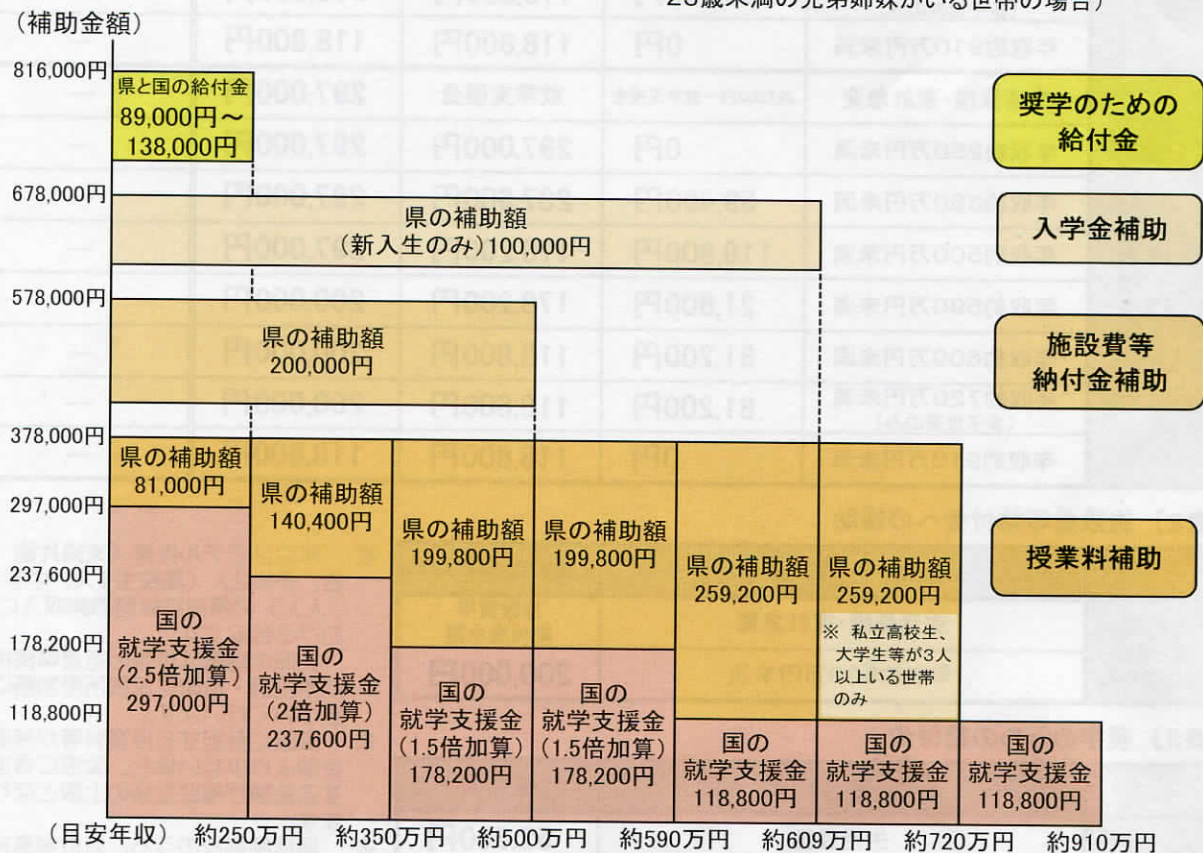 23歳未満の兄弟姉妹がいる世帯の場合）
（補助金額）
816,000円
県と国の給付金
89,000円～
138,000円
奨学のための
給付金
678,000円
県の補助額
（新入生のみ）100,000円
入学金補助
578,000円
県の補助額
200,000円
施設費等
納付金補助
378,000円
県の補助額
81,000円
県の補助額
140,400円
県の補助額
199,800円
県の補助額
199,800円
県の補助額
259,200円
県の補助額
259,200円
※ 私立高校生、
大学生等が3人
以上いる世帯
のみ
授業料補助
297,000円
237,600円
178,200円
118,800円
国の
就学支援金
（2.5倍加算）
297,000円
国の
就学支援金
（2倍加算）
237,600円
国の
就学支援金
（1.5倍加算）
178,200円
国の
就学支援金
（1.5倍加算）
178,200円
国の
就学支援金
118,800円
国の
就学支援金
118,800円
国の
就学支援金
118,800円
（目安年収） 約250万円 約350万円 約500万円 約590万円 約609万円 約720万円 約910万円